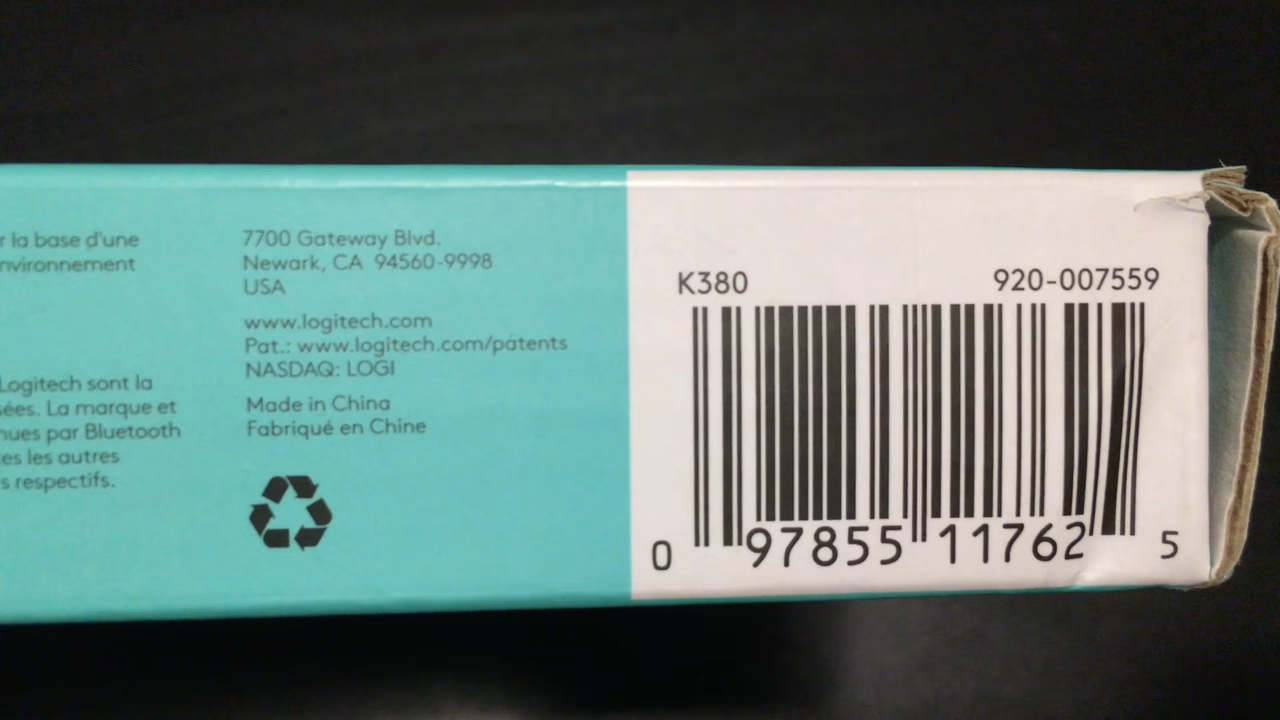 r la base d'une
nvironnement
Logitech sont la
sées. La marque et
nues par Bluetooth
es les autres
s respectifs.
7700 Gateway Blvd.
Newark, CA 94560-9998
USA
www.logitech.com
Pat.: www.logitech.com/patents
NASDAQ: LOGI
Made in China
Fabriqué en Chine
K380 920-007559
0 97855 11762 5